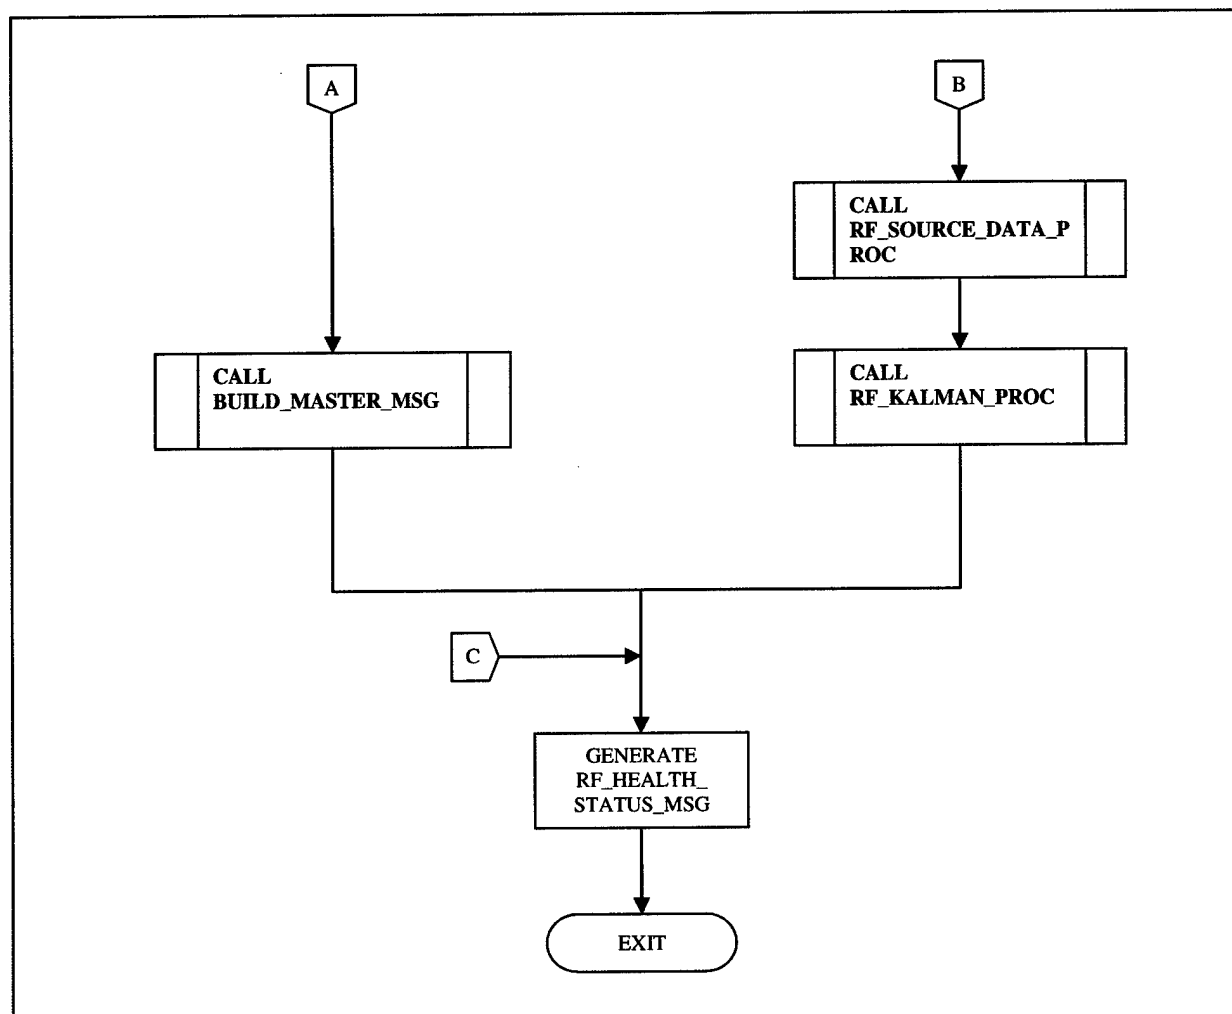 A
B
CALL
RF_SOURCE_DATA_P
ROC
CALL
BUILD_MASTER_MSG
CALL
RF_KALMAN_PROC
C
GENERATE
RF_HEALTH_
STATUS_MSG
EXIT